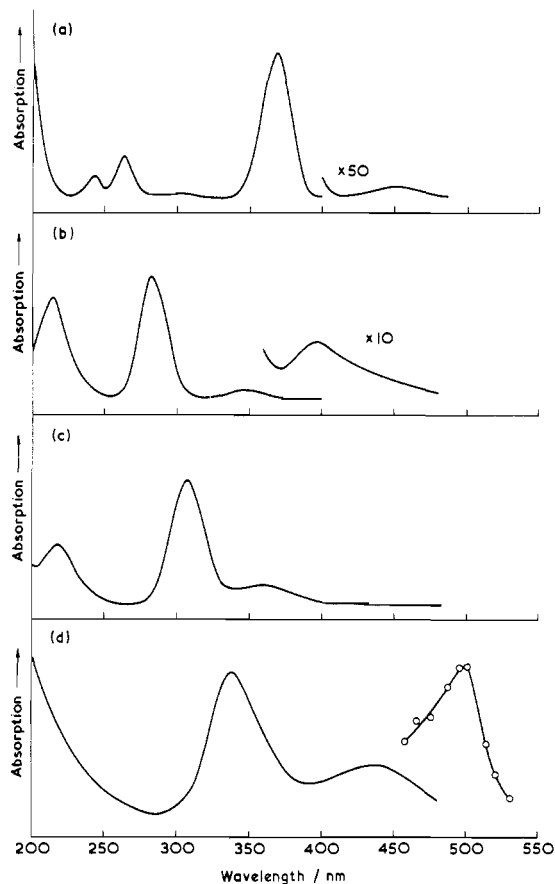 (a)
Absorption
x50
(b)
Absorption
x10
(c)
Absorption
(d)
Absorption
200 250 300 350 400 450 500 550
Wavelength / nm